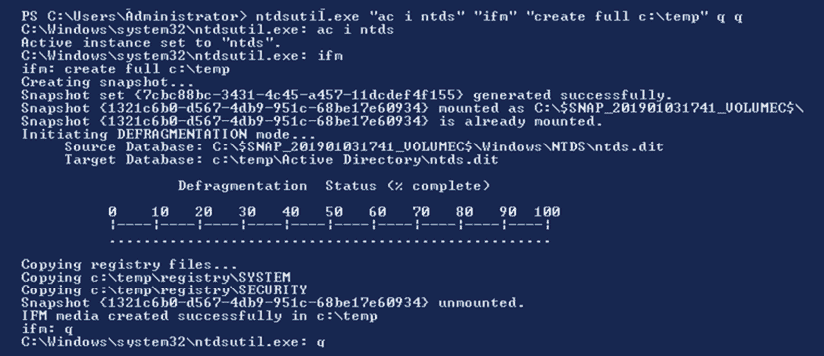 PS C:\Users\Administrator> ntdsutil.exe "ac i ntds" "ifm" "create full c:\temp" q q
C:\Windows\system32\ntdsutil.exe: ac i ntds
Active instance set to "ntds".
C:\Windows\system32\ntdsutil.exe: ifm
ifm: create full c:\temp
Creating snapshot...
Snapshot set {7cbc88bc-3431-4c45-a457-11dcdef4f155} generated successfully.
Snapshot {1321c6b0-d567-4db9-951c-68be17e60934} mounted as C:\$SNAP_201901031741_VOLUMEC$\
Snapshot {1321c6b0-d567-4db9-951c-68be17e60934} is already mounted.
Initiating DEFRAGMENTATION mode...
Source Database: C:\$SNAP_201901031741_VOLUMEC$\Windows\NTDS\ntds.dit
Target Database: c:\temp\Active Directory\ntds.dit
Defragmentation Status (% complete)
0 10 20 30 40 50 60 70 80 90 100
|----|----|----|----|----|----|----|----|----|----|
...................................................
Copying registry files...
Copying c:\temp\registry\SYSTEM
Copying c:\temp\registry\SECURITY
Snapshot {1321c6b0-d567-4db9-951c-68be17e60934} unmounted.
IFM media created successfully in c:\temp
ifm: q
C:\Windows\system32\ntdsutil.exe: q